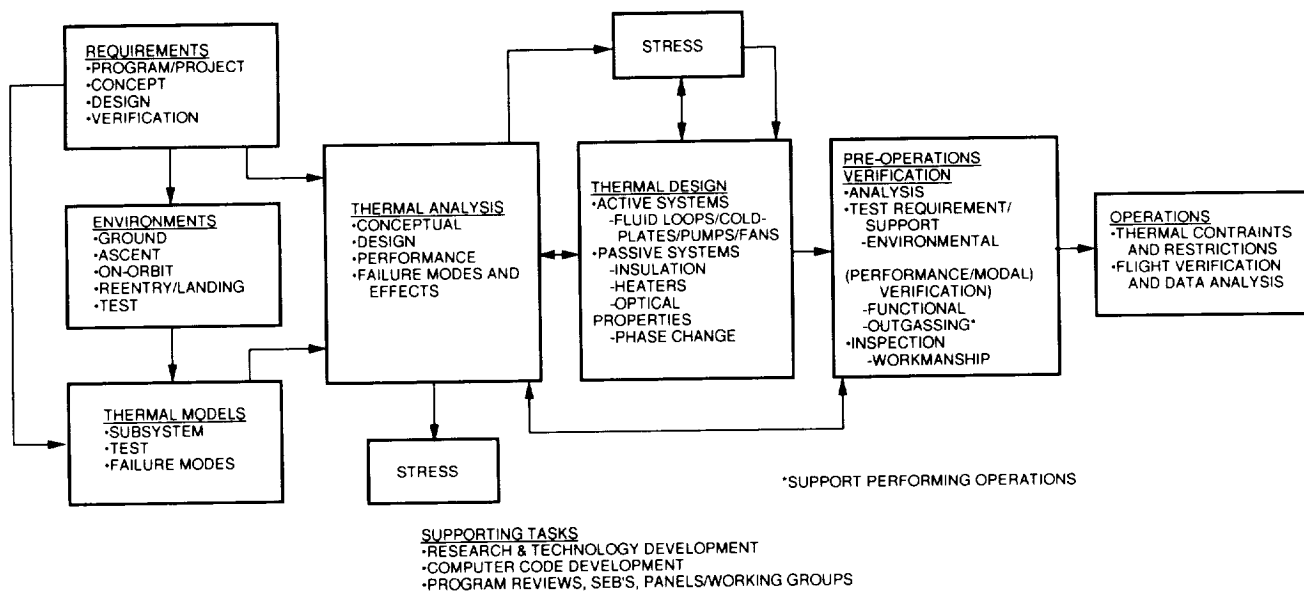 REQUIREMENTS
•PROGRAM/PROJECT
•CONCEPT
•DESIGN
•VERIFICATION
ENVIRONMENTS
•GROUND
•ASCENT
•ON-ORBIT
•REENTRY/LANDING
•TEST
THERMAL MODELS
•SUBSYSTEM
•TEST
•FAILURE MODES
THERMAL ANALYSIS
•CONCEPTUAL
•DESIGN
•PERFORMANCE
•FAILURE MODES AND
EFFECTS
STRESS
STRESS
THERMAL DESIGN
•ACTIVE SYSTEMS
-FLUID LOOPS/COLD-
PLATES/PUMPS/FANS
•PASSIVE SYSTEMS
-INSULATION
-HEATERS
-OPTICAL
PROPERTIES
-PHASE CHANGE
PRE-OPERATIONS
VERIFICATION
•ANALYSIS
•TEST REQUIREMENT/
SUPPORT
-ENVIRONMENTAL
(PERFORMANCE/MODAL)
VERIFICATION)
-FUNCTIONAL
-OUTGASSING*
•INSPECTION
-WORKMANSHIP
OPERATIONS
•THERMAL CONTRAINTS
AND RESTRICTIONS
•FLIGHT VERIFICATION
AND DATA ANALYSIS
*SUPPORT PERFORMING OPERATIONS
SUPPORTING TASKS
•RESEARCH & TECHNOLOGY DEVELOPMENT
•COMPUTER CODE DEVELOPMENT
•PROGRAM REVIEWS, SEB'S, PANELS/WORKING GROUPS